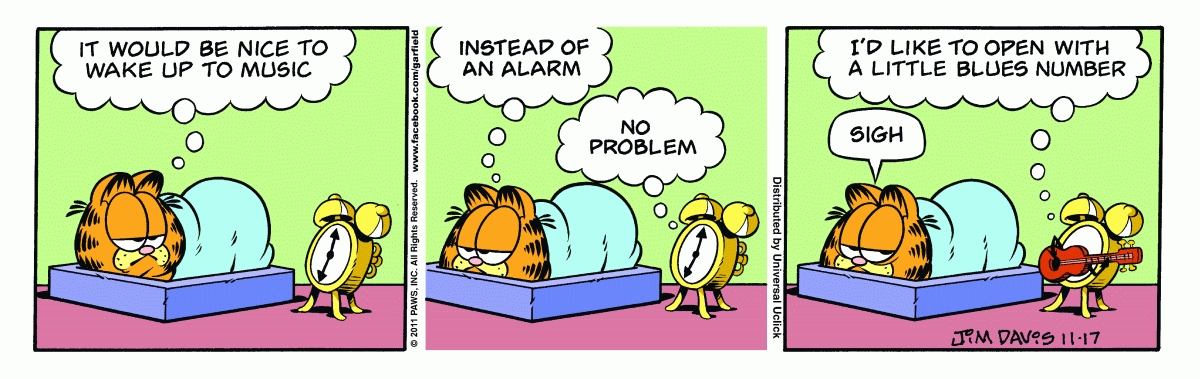 IT WOULD BE NICE TO
WAKE UP TO MUSIC
© 2011 PAWS, INC. All Rights Reserved. www.facebook.com/garfield
INSTEAD OF
AN ALARM
NO
PROBLEM
Distributed by Universal Uclick
I'D LIKE TO OPEN WITH
A LITTLE BLUES NUMBER
SIGH
JIM DAVIS 11-17